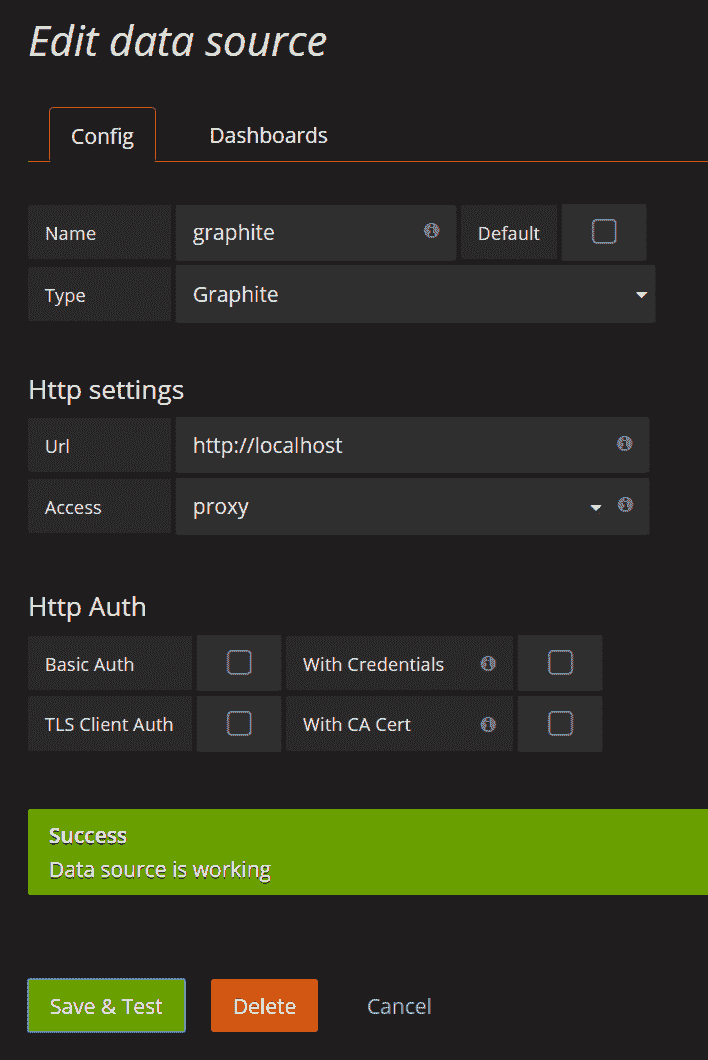 Edit data source
Config Dashboards
Name graphite Default
Type Graphite
Http settings
Url http://localhost
Access proxy
Http Auth
Basic Auth With Credentials
TLS Client Auth With CA Cert
Success
Data source is working
Save & Test Delete Cancel